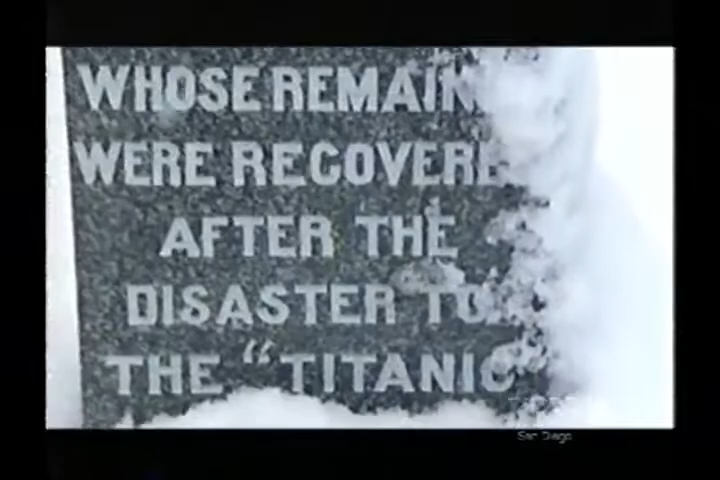 WHOSE REMAIN
WERE RECOVERE
AFTER THE
DISASTER TO
THE "TITANIC
San Diego